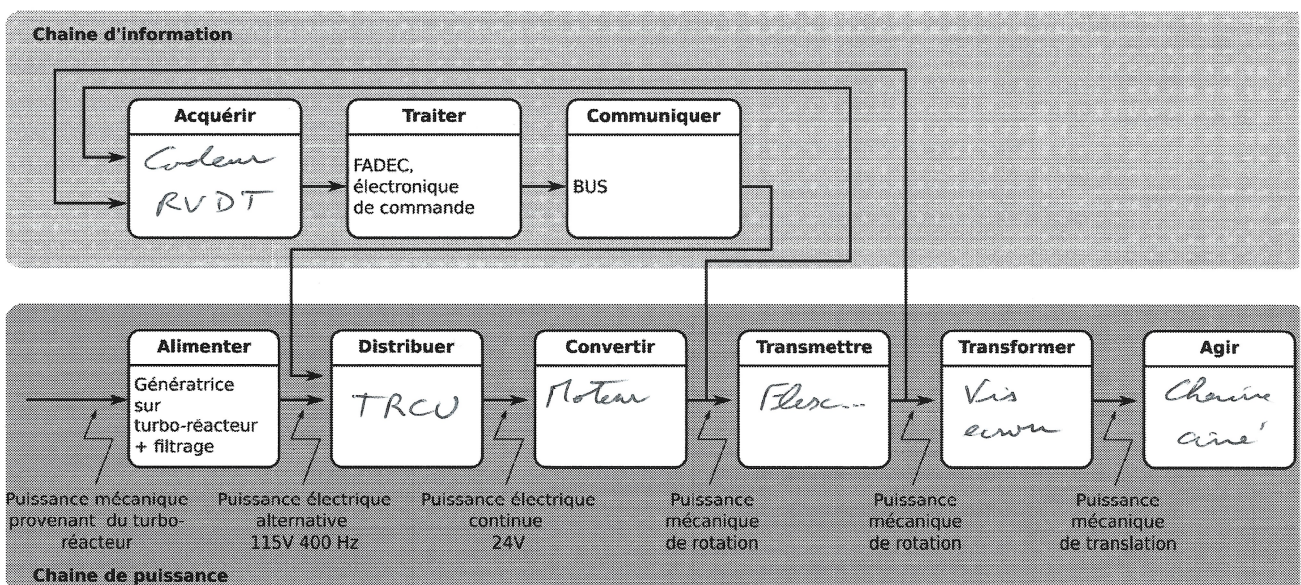 Chaine d'information
Acquérir
Codeur
RVDT
Traiter
FADEC,
électronique
de commande
Communiquer
BUS
Alimenter
Génératrice
sur
turbo-réacteur
+ filtrage
Distribuer
TRCU
Convertir
Moteur
Transmettre
Flex...
Transformer
Vis
écrou
Agir
Chaine
ciné
Puissance mécanique
provenant du turbo-
réacteur
Puissance électrique
alternative
115V 400 Hz
Puissance électrique
continue
24V
Puissance
mécanique
de rotation
Puissance
mécanique
de rotation
Puissance
mécanique
de translation
Chaine de puissance